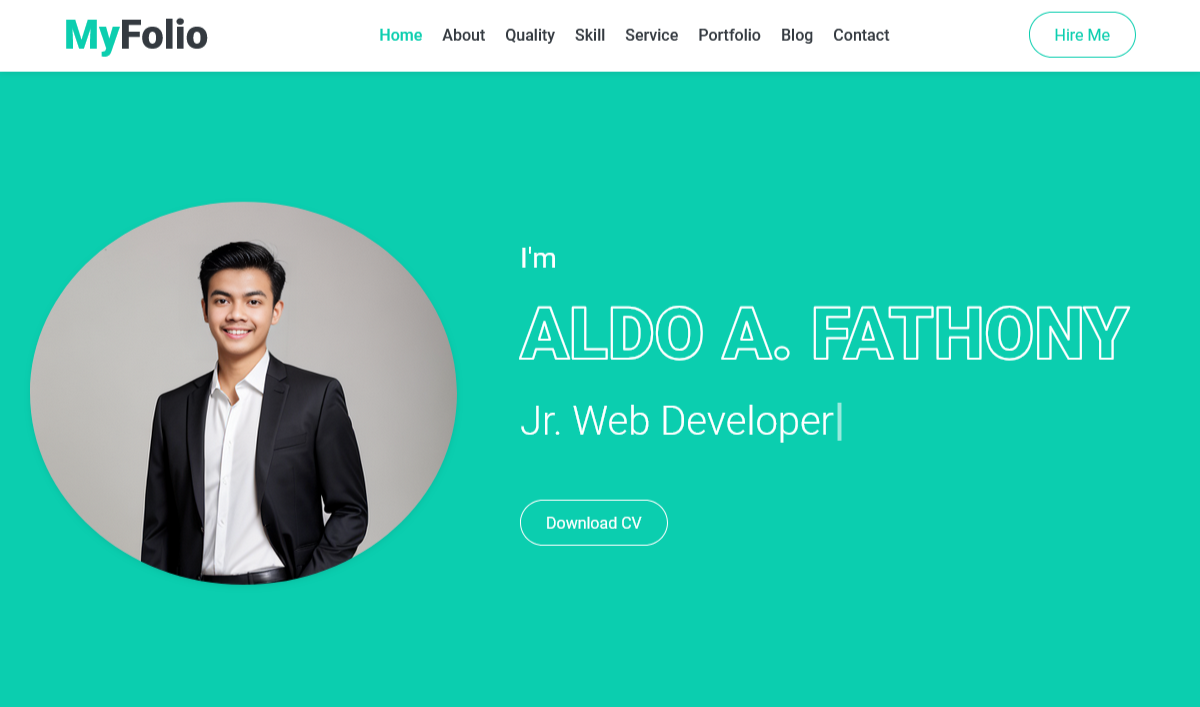 MyFolio
Home About Quality Skill Service Portfolio Blog Contact
Hire Me
I'm
ALDO A. FATHONY
Jr. Web Developer|
Download CV